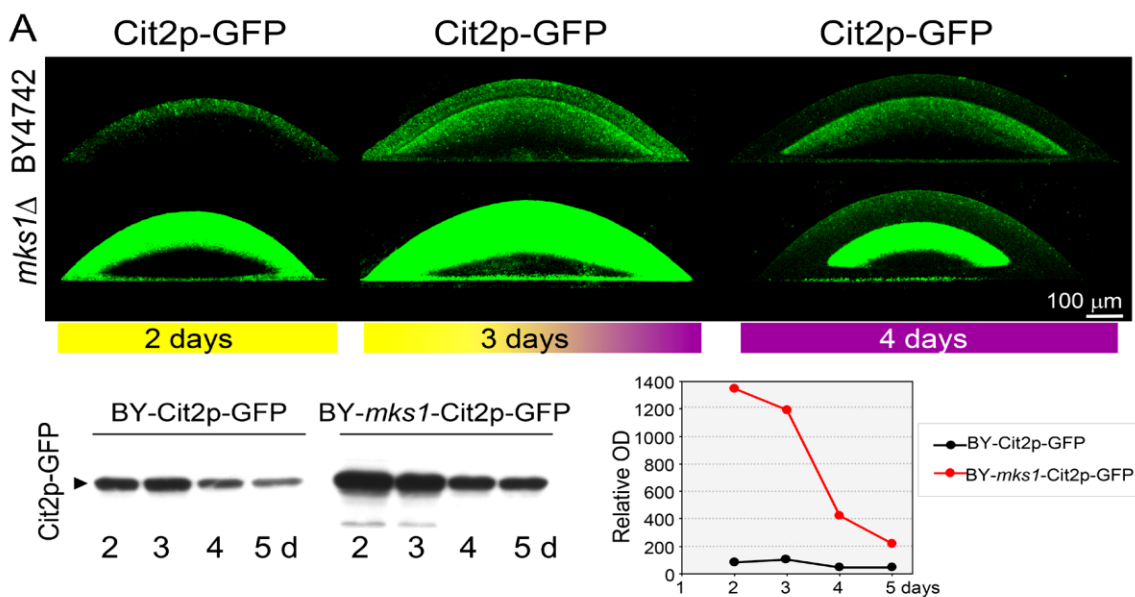 A
Cit2p-GFP Cit2p-GFP Cit2p-GFP
BY4742
mks1Δ
100 μm
2 days 3 days 4 days
BY-Cit2p-GFP BY-mks1-Cit2p-GFP
Cit2p-GFP
2 3 4 5 d 2 3 4 5 d
Relative OD
1400
1200
1000
800
600
400
200
0
1 2 3 4 5 days
BY-Cit2p-GFP
BY-mks1-Cit2p-GFP